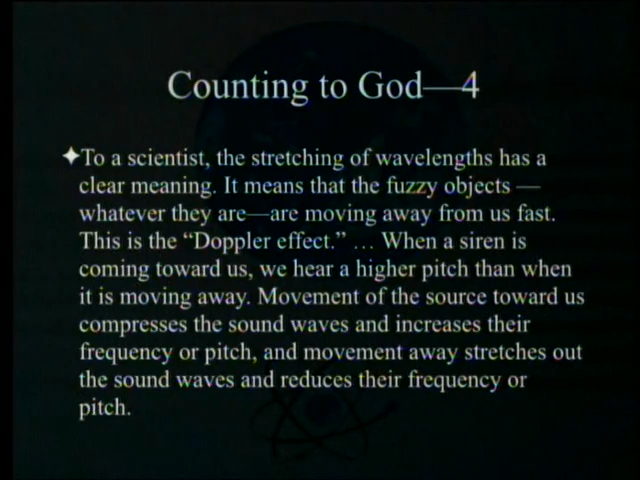 Counting to God—4
✦To a scientist, the stretching of wavelengths has a
clear meaning. It means that the fuzzy objects —
whatever they are—are moving away from us fast.
This is the “Doppler effect.” … When a siren is
coming toward us, we hear a higher pitch than when
it is moving away. Movement of the source toward us
compresses the sound waves and increases their
frequency or pitch, and movement away stretches out
the sound waves and reduces their frequency or
pitch.